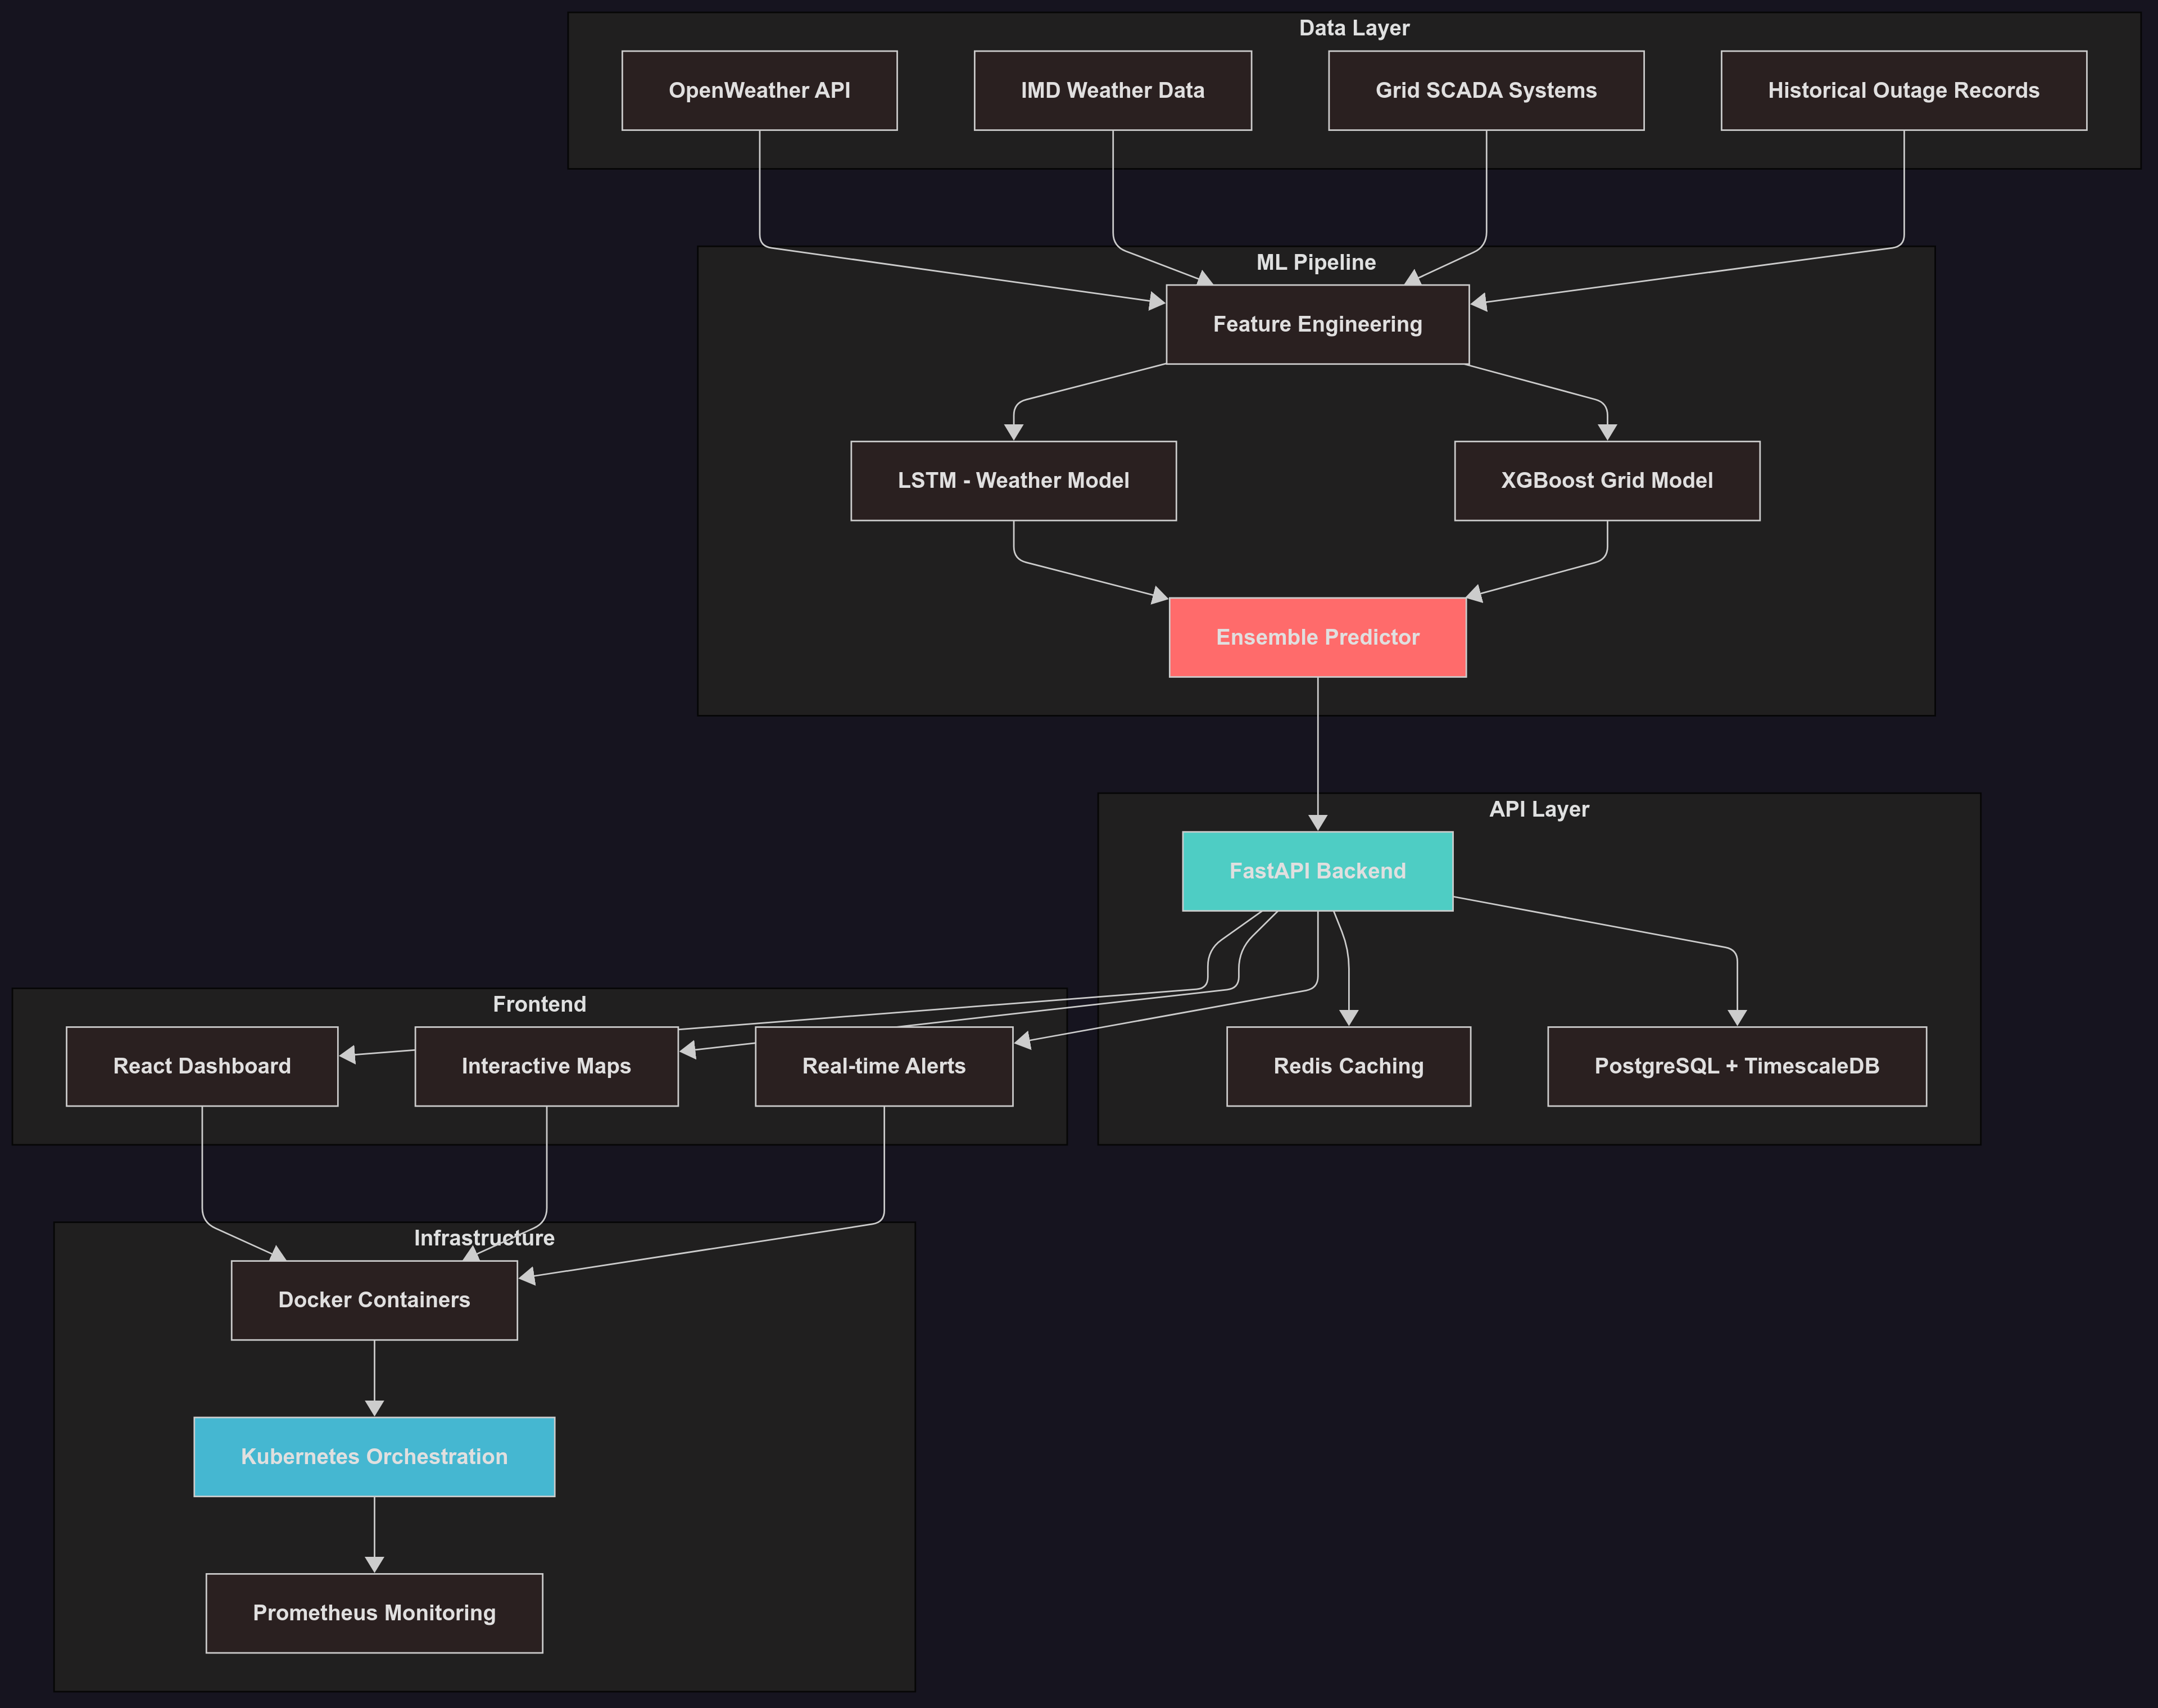 Data Layer
OpenWeather API
IMD Weather Data
Grid SCADA Systems
Historical Outage Records
ML Pipeline
Feature Engineering
LSTM - Weather Model
XGBoost Grid Model
Ensemble Predictor
API Layer
FastAPI Backend
Redis Caching
PostgreSQL + TimescaleDB
Frontend
React Dashboard
Interactive Maps
Real-time Alerts
Infrastructure
Docker Containers
Kubernetes Orchestration
Prometheus Monitoring